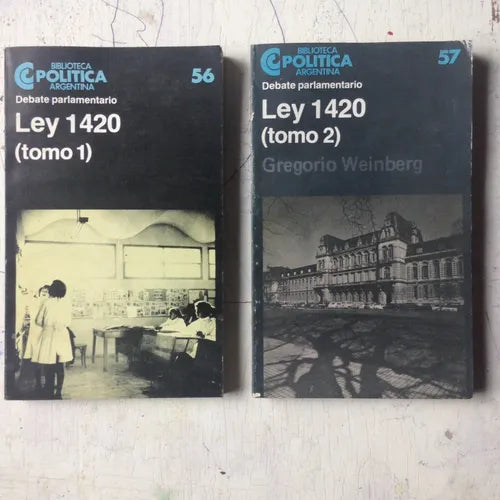 BIBLIOTECA
POLITICA
ARGENTINA
56
Debate parlamentario
Ley 1420
(tomo 1)
BIBLIOTECA
POLITICA
ARGENTINA
57
Debate parlamentario
Ley 1420
(tomo 2)
Gregorio Weinberg